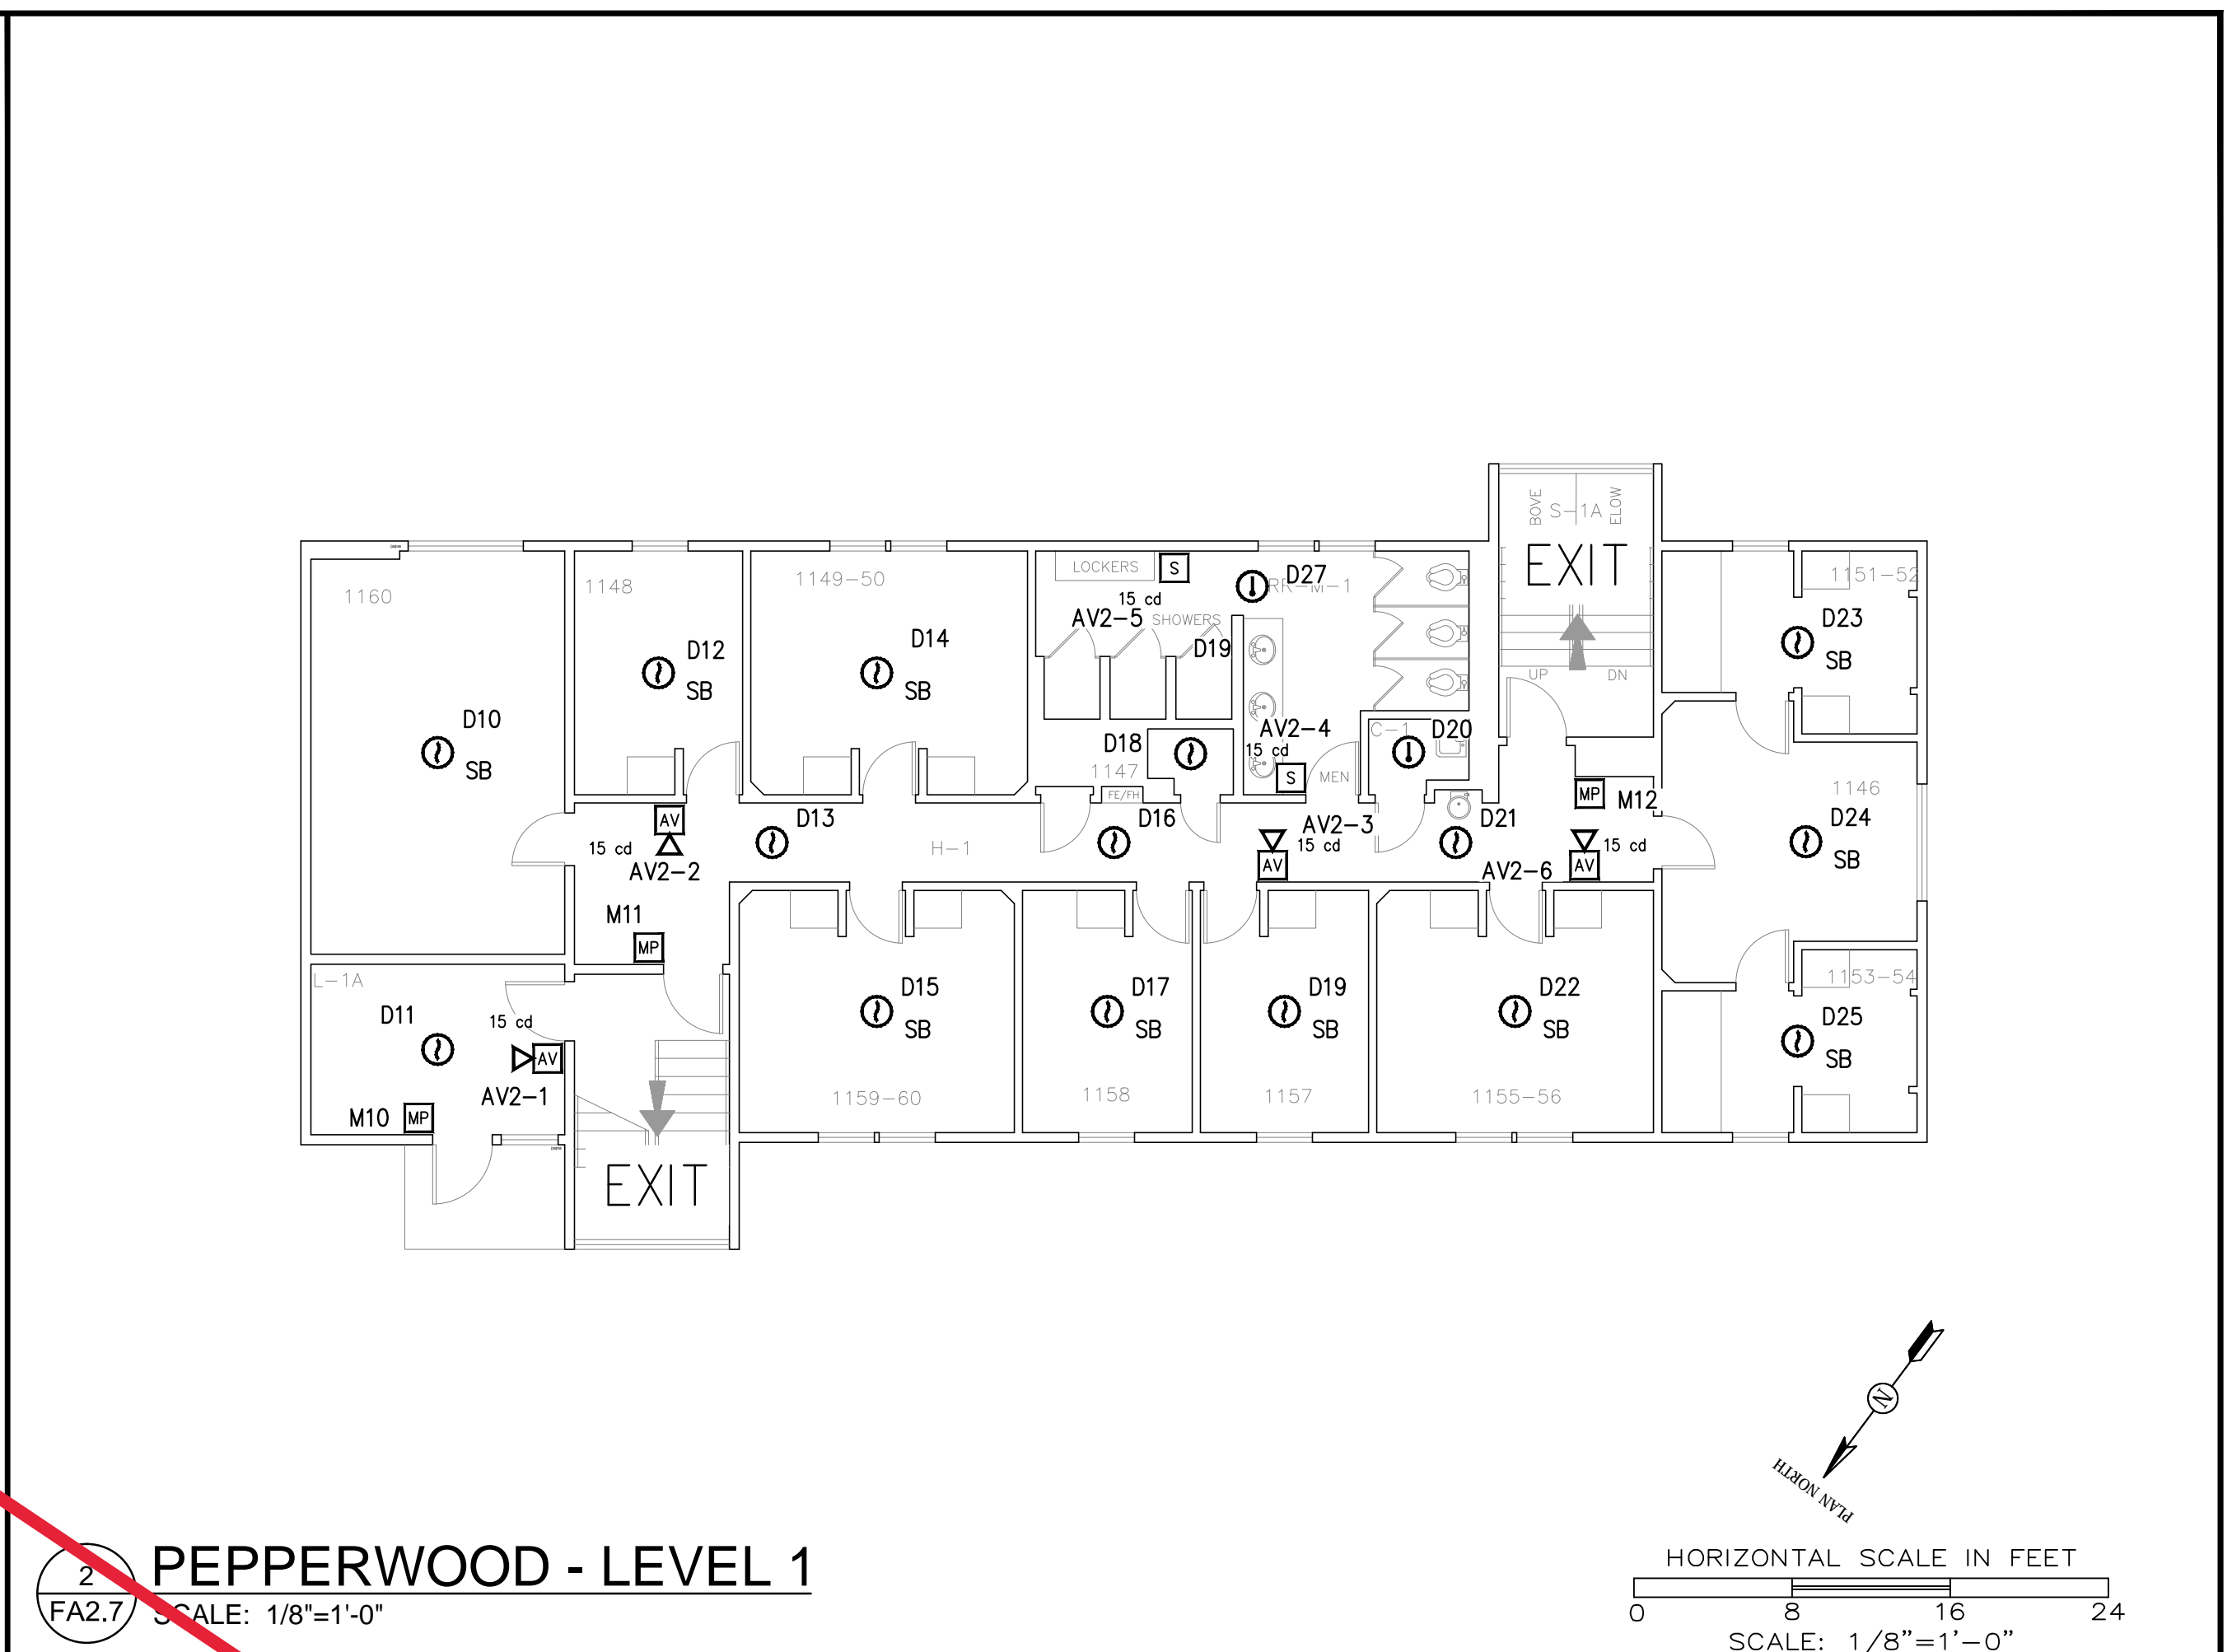 BOVE
S-1A
ELOW
EXIT
UP
DN
1160
1148
1149-50
LOCKERS
S
15 cd
AV2-5
SHOWERS
D27
RR-M-1
1151-52
D23
SB
D12
SB
D14
SB
D19
D10
SB
D18
1147
FE/FH
AV2-4
15 cd
S
MEN
C-1
D20
MP
M12
1146
D24
SB
AV
15 cd
AV2-2
D13
H-1
D16
AV2-3
15 cd
AV
D21
AV2-6
15 cd
AV
M11
MP
L-1A
D11
15 cd
AV
AV2-1
M10
MP
D15
SB
1159-60
D17
SB
1158
D19
SB
1157
D22
SB
1155-56
1153-54
D25
SB
EXIT
N
PLAN NORTH
2
FA2.7
PEPPERWOOD - LEVEL 1
SCALE: 1/8"=1'-0"
HORIZONTAL SCALE IN FEET
0 8 16 24
SCALE: 1/8"=1'-0"